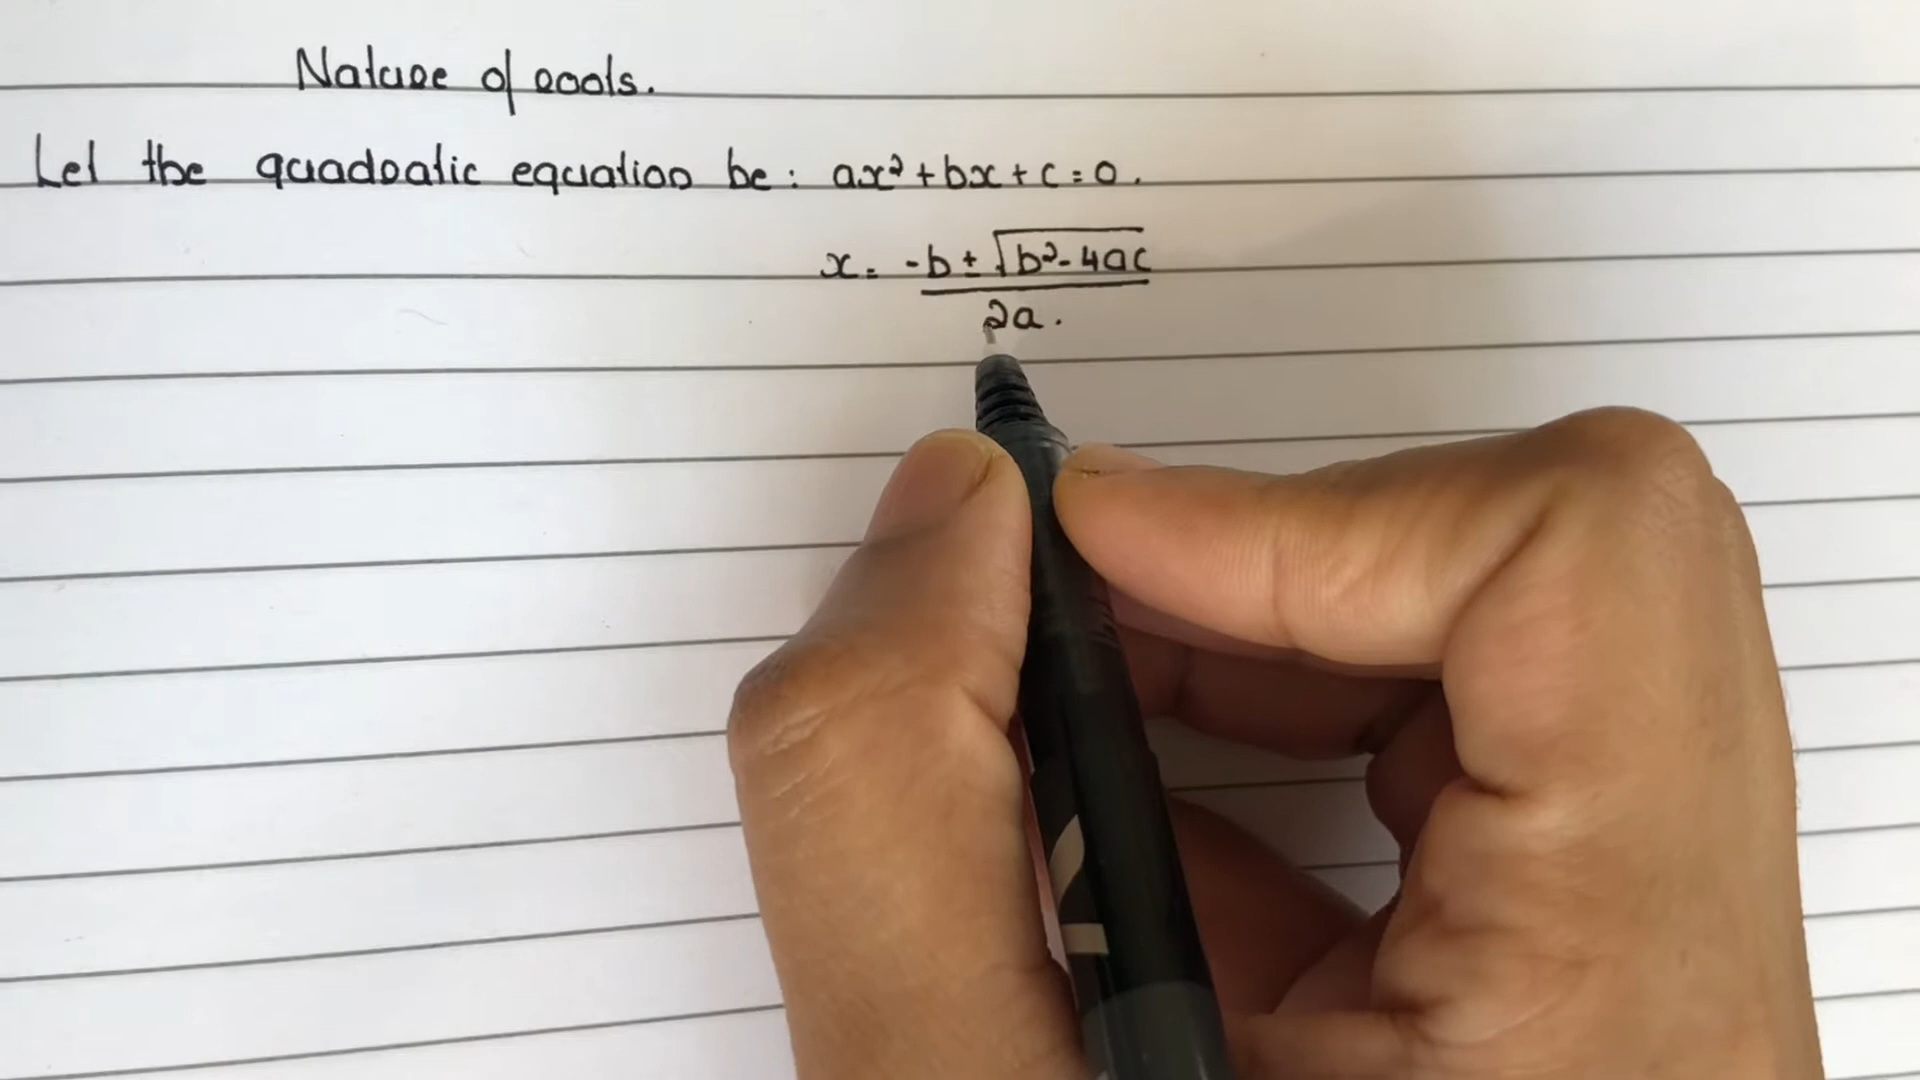 Nature of roots.
Let the quadratic equation be: ax²+bx+c=0.
x= -b±√b²-4ac
2a.